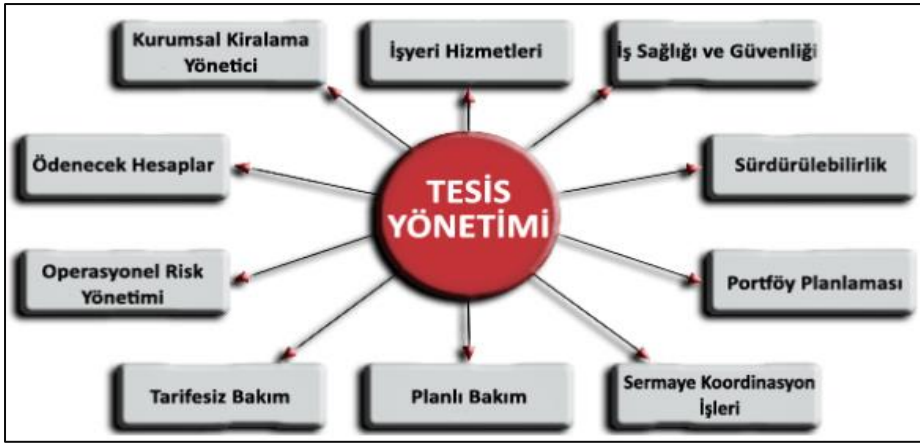 Kurumsal Kiralama
Yönetici
İşyeri Hizmetleri
İş Sağlığı ve Güvenliği
Ödenecek Hesaplar
TESİS
YÖNETİMİ
Sürdürülebilirlik
Operasyonel Risk
Yönetimi
Portföy Planlaması
Tarifesiz Bakım
Planlı Bakım
Sermaye Koordinasyon
İşleri